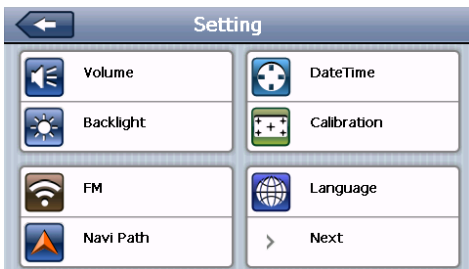 Setting
Volume
DateTime
Backlight
Calibration
FM
Language
Navi Path
Next